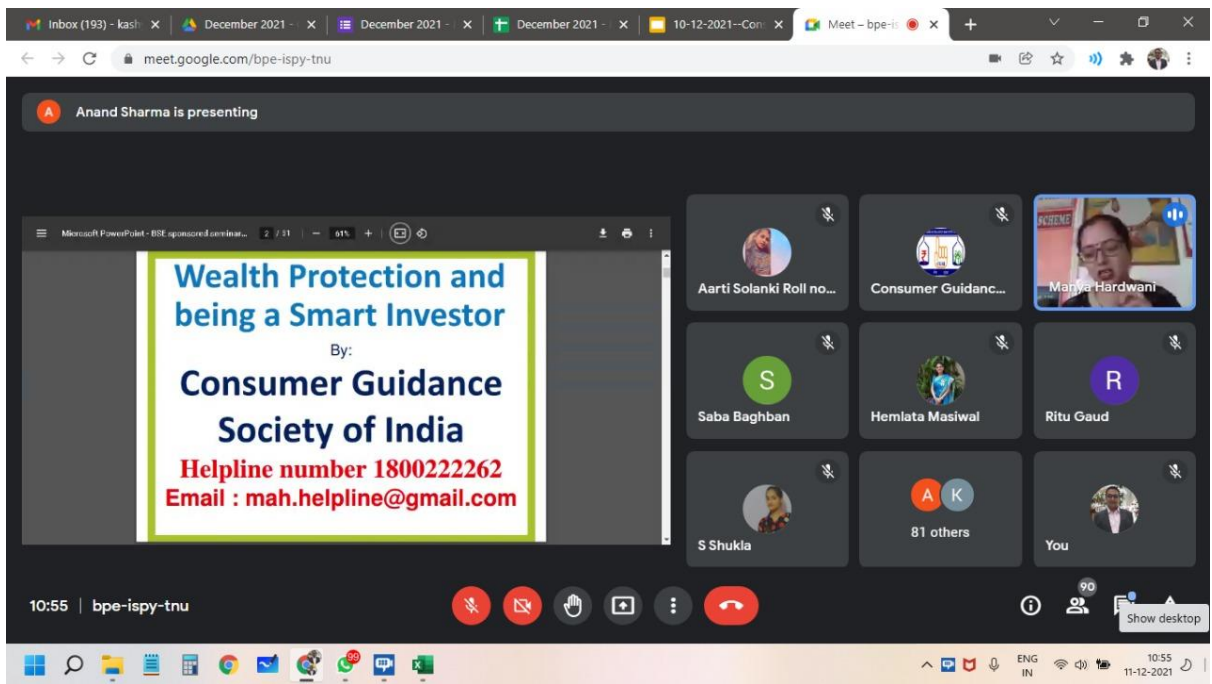 Inbox (193) - kash
December 2021 -
December 2021 -
December 2021 -
10-12-2021--Con
Meet – bpe-is
meet.google.com/bpe-ispy-tnu
A
Anand Sharma is presenting
Microsoft PowerPoint - BSE sponsored seminar...
2 / 31
61%
Wealth Protection and
being a Smart Investor
By:
Consumer Guidance
Society of India
Helpline number 1800222262
Email : mah.helpline@gmail.com
SCHEME
Aarti Solanki Roll no...
Consumer Guidanc...
Manya Hardwani
S
R
Saba Baghban
Hemlata Masiwal
Ritu Gaud
A K
S Shukla
81 others
You
10:55 | bpe-ispy-tnu
90
Show desktop
99
ENG
IN
10:55
11-12-2021